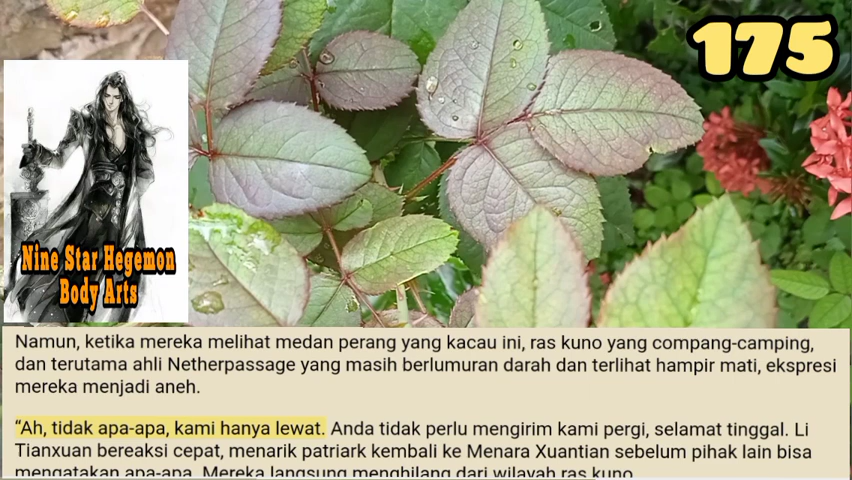 175
Nine Star Hegemon
Body Arts
Namun, ketika mereka melihat medan perang yang kacau ini, ras kuno yang compang-camping,
dan terutama ahli Netherpassage yang masih berlumuran darah dan terlihat hampir mati, ekspresi
mereka menjadi aneh.
“Ah, tidak apa-apa, kami hanya lewat. Anda tidak perlu mengirim kami pergi, selamat tinggal. Li
Tianxuan bereaksi cepat, menarik patriark kembali ke Menara Xuantian sebelum pihak lain bisa
mengatakan apa-apa. Mereka langsung menghilang dari wilayah ras kuno.